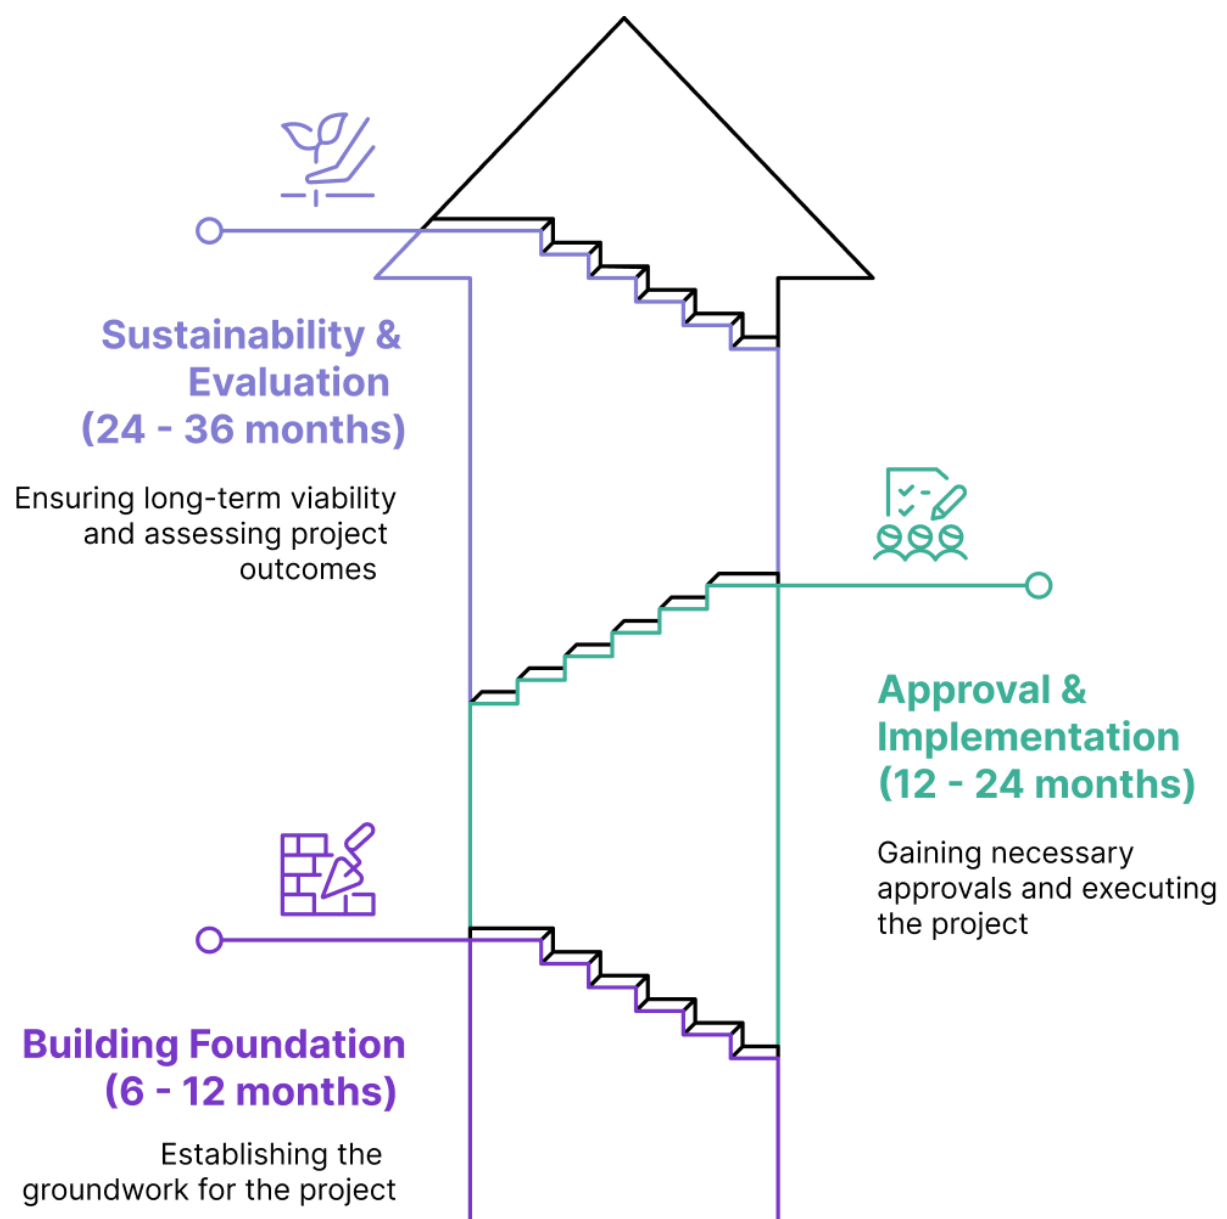 Sustainability &
Evaluation
(24 - 36 months)
Ensuring long-term viability
and assessing project
outcomes
Approval &
Implementation
(12 - 24 months)
Gaining necessary
approvals and executing
the project
Building Foundation
(6 - 12 months)
Establishing the
groundwork for the project